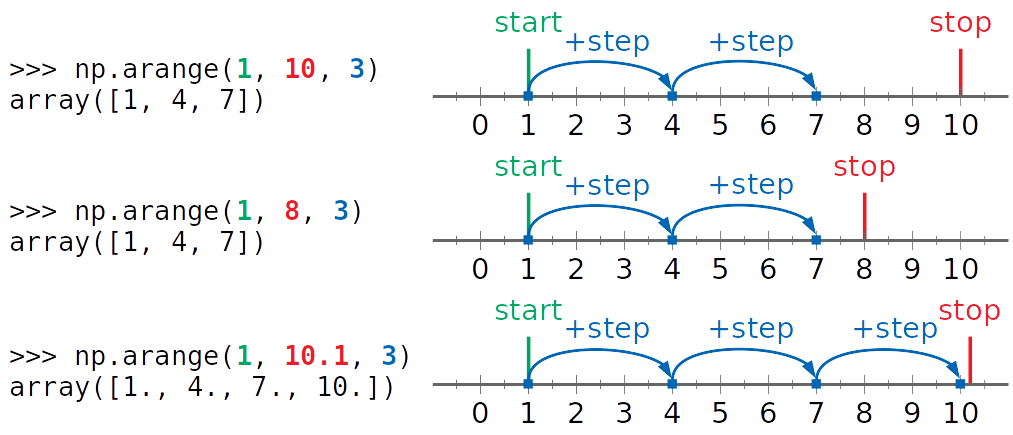 start stop
+step +step
>>> np.arange(1, 10, 3)
array([1, 4, 7])
0 1 2 3 4 5 6 7 8 9 10
start stop
+step +step
>>> np.arange(1, 8, 3)
array([1, 4, 7])
0 1 2 3 4 5 6 7 8 9 10
start stop
+step +step +step
>>> np.arange(1, 10.1, 3)
array([1., 4., 7., 10.])
0 1 2 3 4 5 6 7 8 9 10